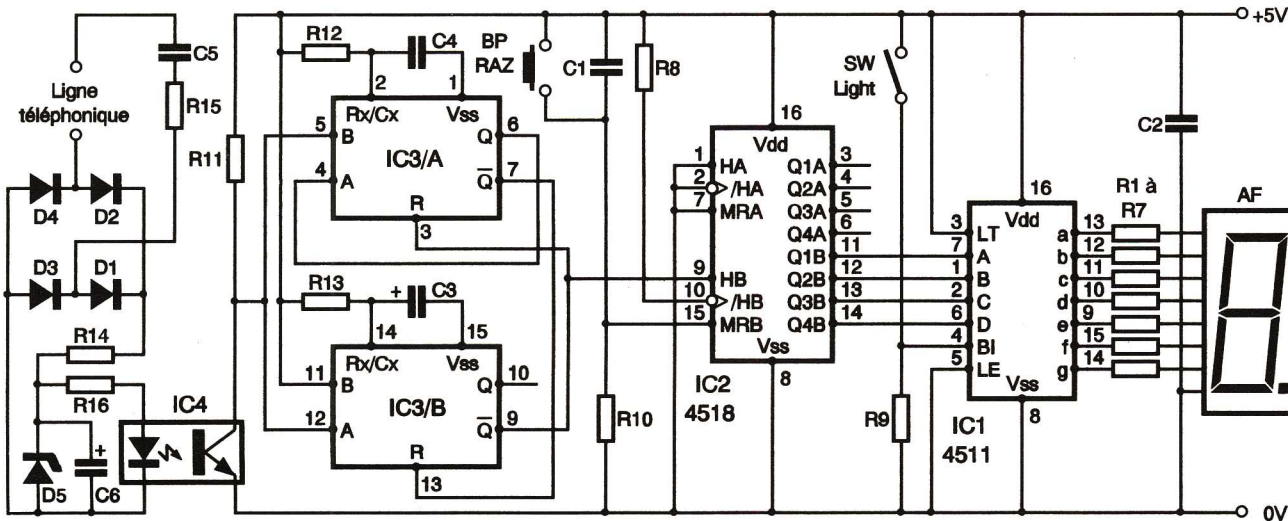 +5V
R12
C4
C5
BP
RAZ
C1
R8
SW
Light
Ligne
téléphonique
R15
R11
2
1
Rx/Cx
Vss
5
B
Q
6
IC3/A
4
A
Q
7
R
3
D4
D2
D3
D1
R13
+
C3
14
15
Rx/Cx
Vss
11
B
Q
10
IC3/B
12
A
Q
9
R
13
R14
R16
IC4
D5
+
C6
R10
16
Vdd
1
HA
Q1A
3
2
/HA
Q2A
4
7
MRA
Q3A
5
Q4A
6
Q1B
11
9
HB
Q2B
12
10
/HB
Q3B
13
15
MRB
Q4B
14
Vss
8
IC2
4518
R9
C2
16
Vdd
R1 à
R7
AF
3
LT
a
13
7
A
b
12
1
B
c
11
2
C
d
10
6
D
e
9
4
BI
f
15
5
LE
g
14
Vss
8
IC1
4511
0V